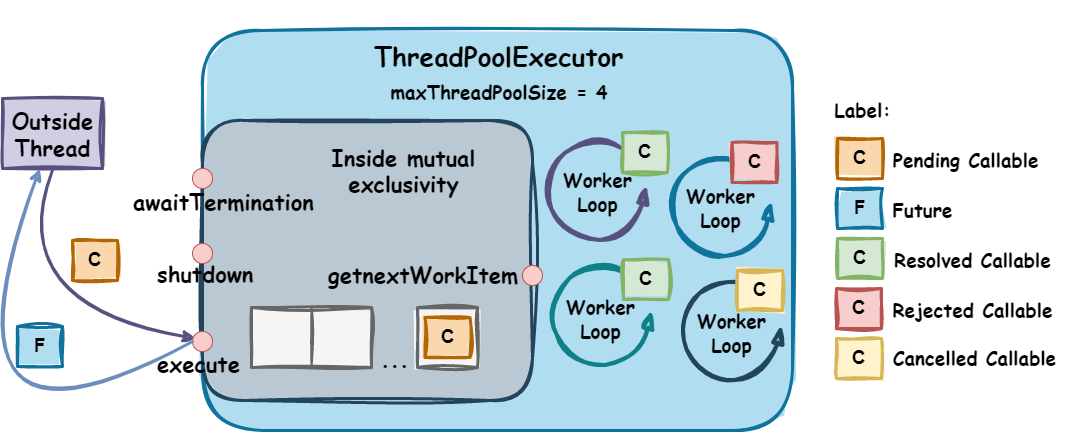 ThreadPoolExecutor
maxThreadPoolSize = 4
Outside
Thread
C
F
Inside mutual
exclusivity
awaitTermination
shutdown
getnextWorkItem
execute
...
C
C
Worker
Loop
C
Worker
Loop
C
Worker
Loop
C
Worker
Loop
Label:
C Pending Callable
F Future
C Resolved Callable
C Rejected Callable
C Cancelled Callable